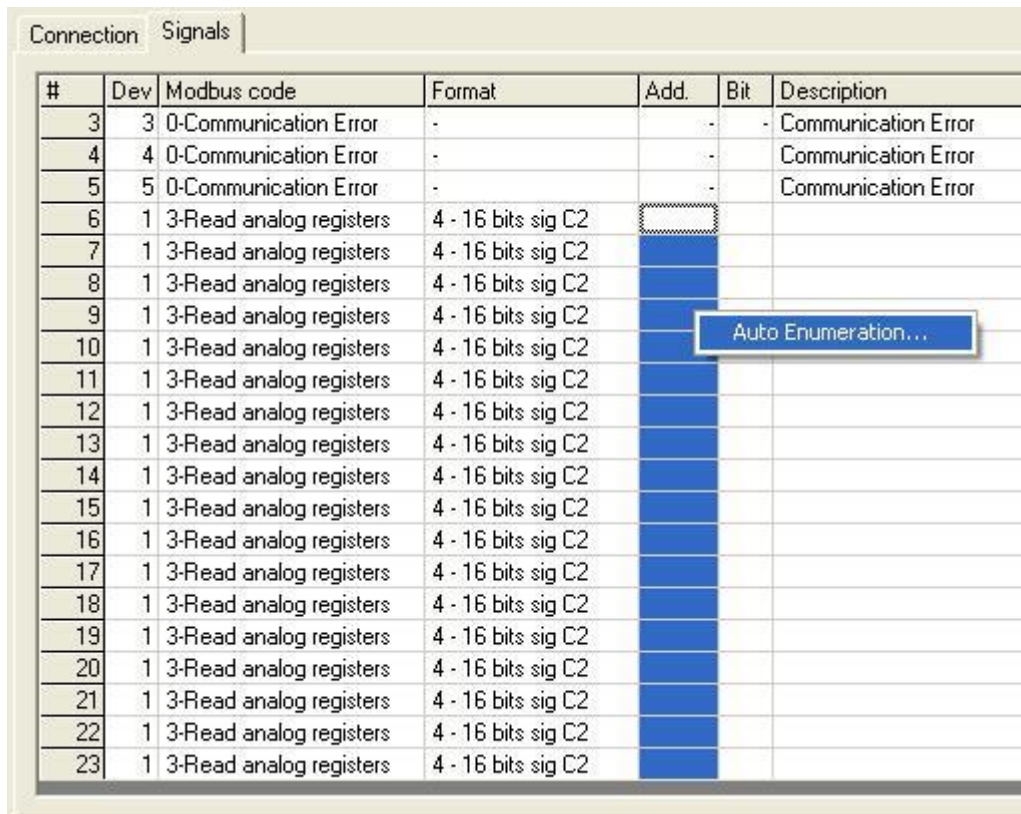 Connection Signals
# Dev Modbus code Format Add. Bit Description
3 3 0-Communication Error - - - Communication Error
4 4 0-Communication Error - - Communication Error
5 5 0-Communication Error - - Communication Error
6 1 3-Read analog registers 4 - 16 bits sig C2
7 1 3-Read analog registers 4 - 16 bits sig C2
8 1 3-Read analog registers 4 - 16 bits sig C2
9 1 3-Read analog registers 4 - 16 bits sig C2
Auto Enumeration...
10 1 3-Read analog registers 4 - 16 bits sig C2
11 1 3-Read analog registers 4 - 16 bits sig C2
12 1 3-Read analog registers 4 - 16 bits sig C2
13 1 3-Read analog registers 4 - 16 bits sig C2
14 1 3-Read analog registers 4 - 16 bits sig C2
15 1 3-Read analog registers 4 - 16 bits sig C2
16 1 3-Read analog registers 4 - 16 bits sig C2
17 1 3-Read analog registers 4 - 16 bits sig C2
18 1 3-Read analog registers 4 - 16 bits sig C2
19 1 3-Read analog registers 4 - 16 bits sig C2
20 1 3-Read analog registers 4 - 16 bits sig C2
21 1 3-Read analog registers 4 - 16 bits sig C2
22 1 3-Read analog registers 4 - 16 bits sig C2
23 1 3-Read analog registers 4 - 16 bits sig C2